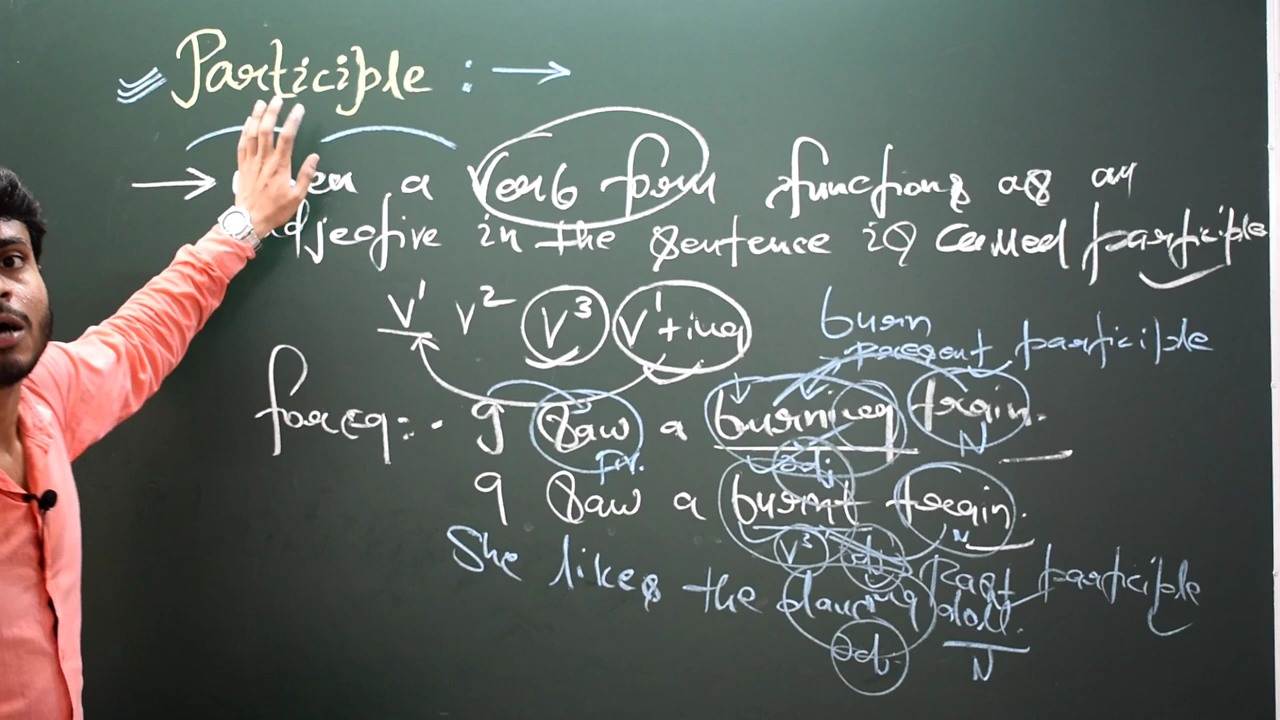 Participle : →
→ a Verb form functions as an
adjective in the sentence is called participle
V¹ V² V³ V¹+ing
burn
present participle
for eg:- I saw a burning train.
F.V. adj N
I saw a burnt train.
V³ N
Past participle
She likes the dancing doll.
adj N